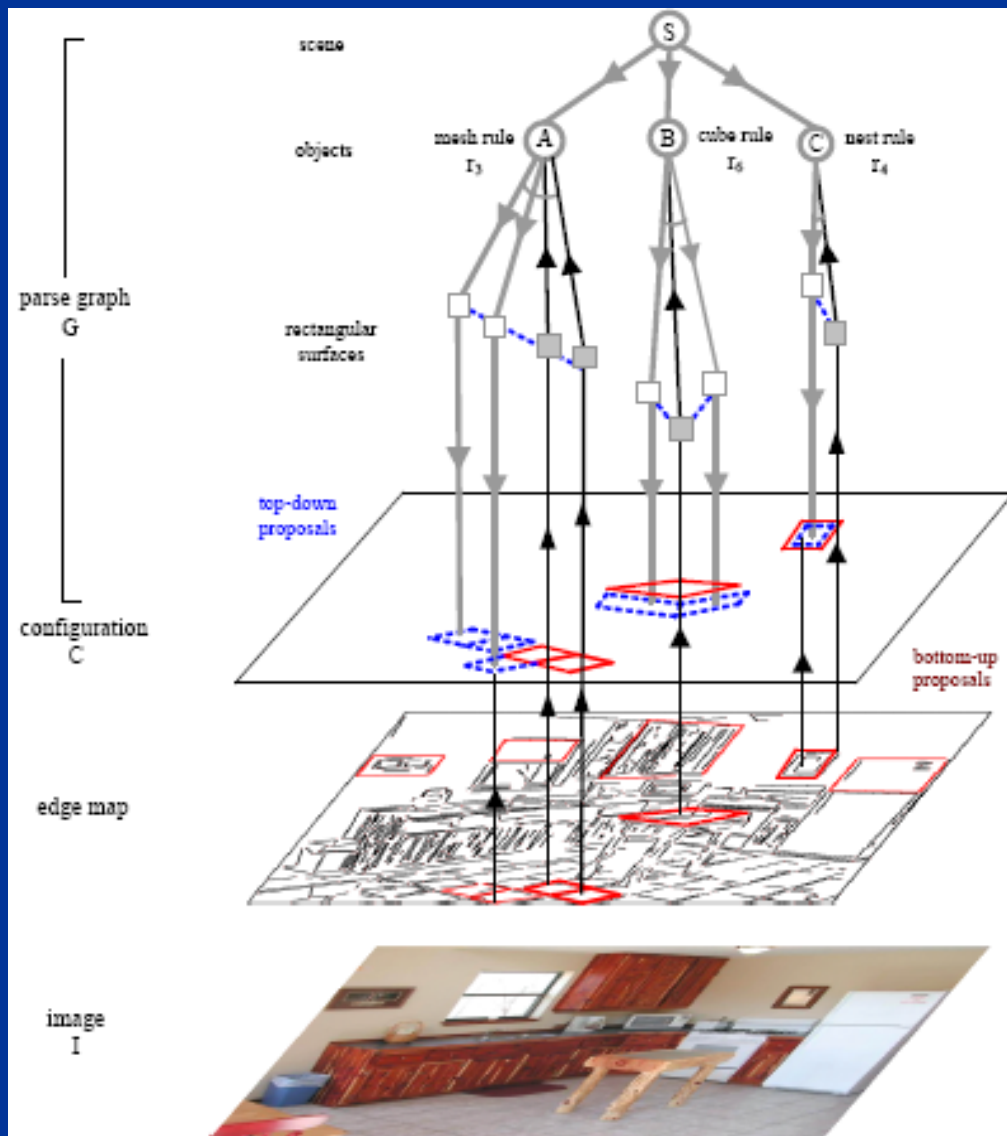 scene
S
objects
mesh rule
r₃
A
B
cube rule
r₆
C
nest rule
r₄
parse graph
G
rectangular
surfaces
top-down
proposals
configuration
C
bottom-up
proposals
edge map
image
I